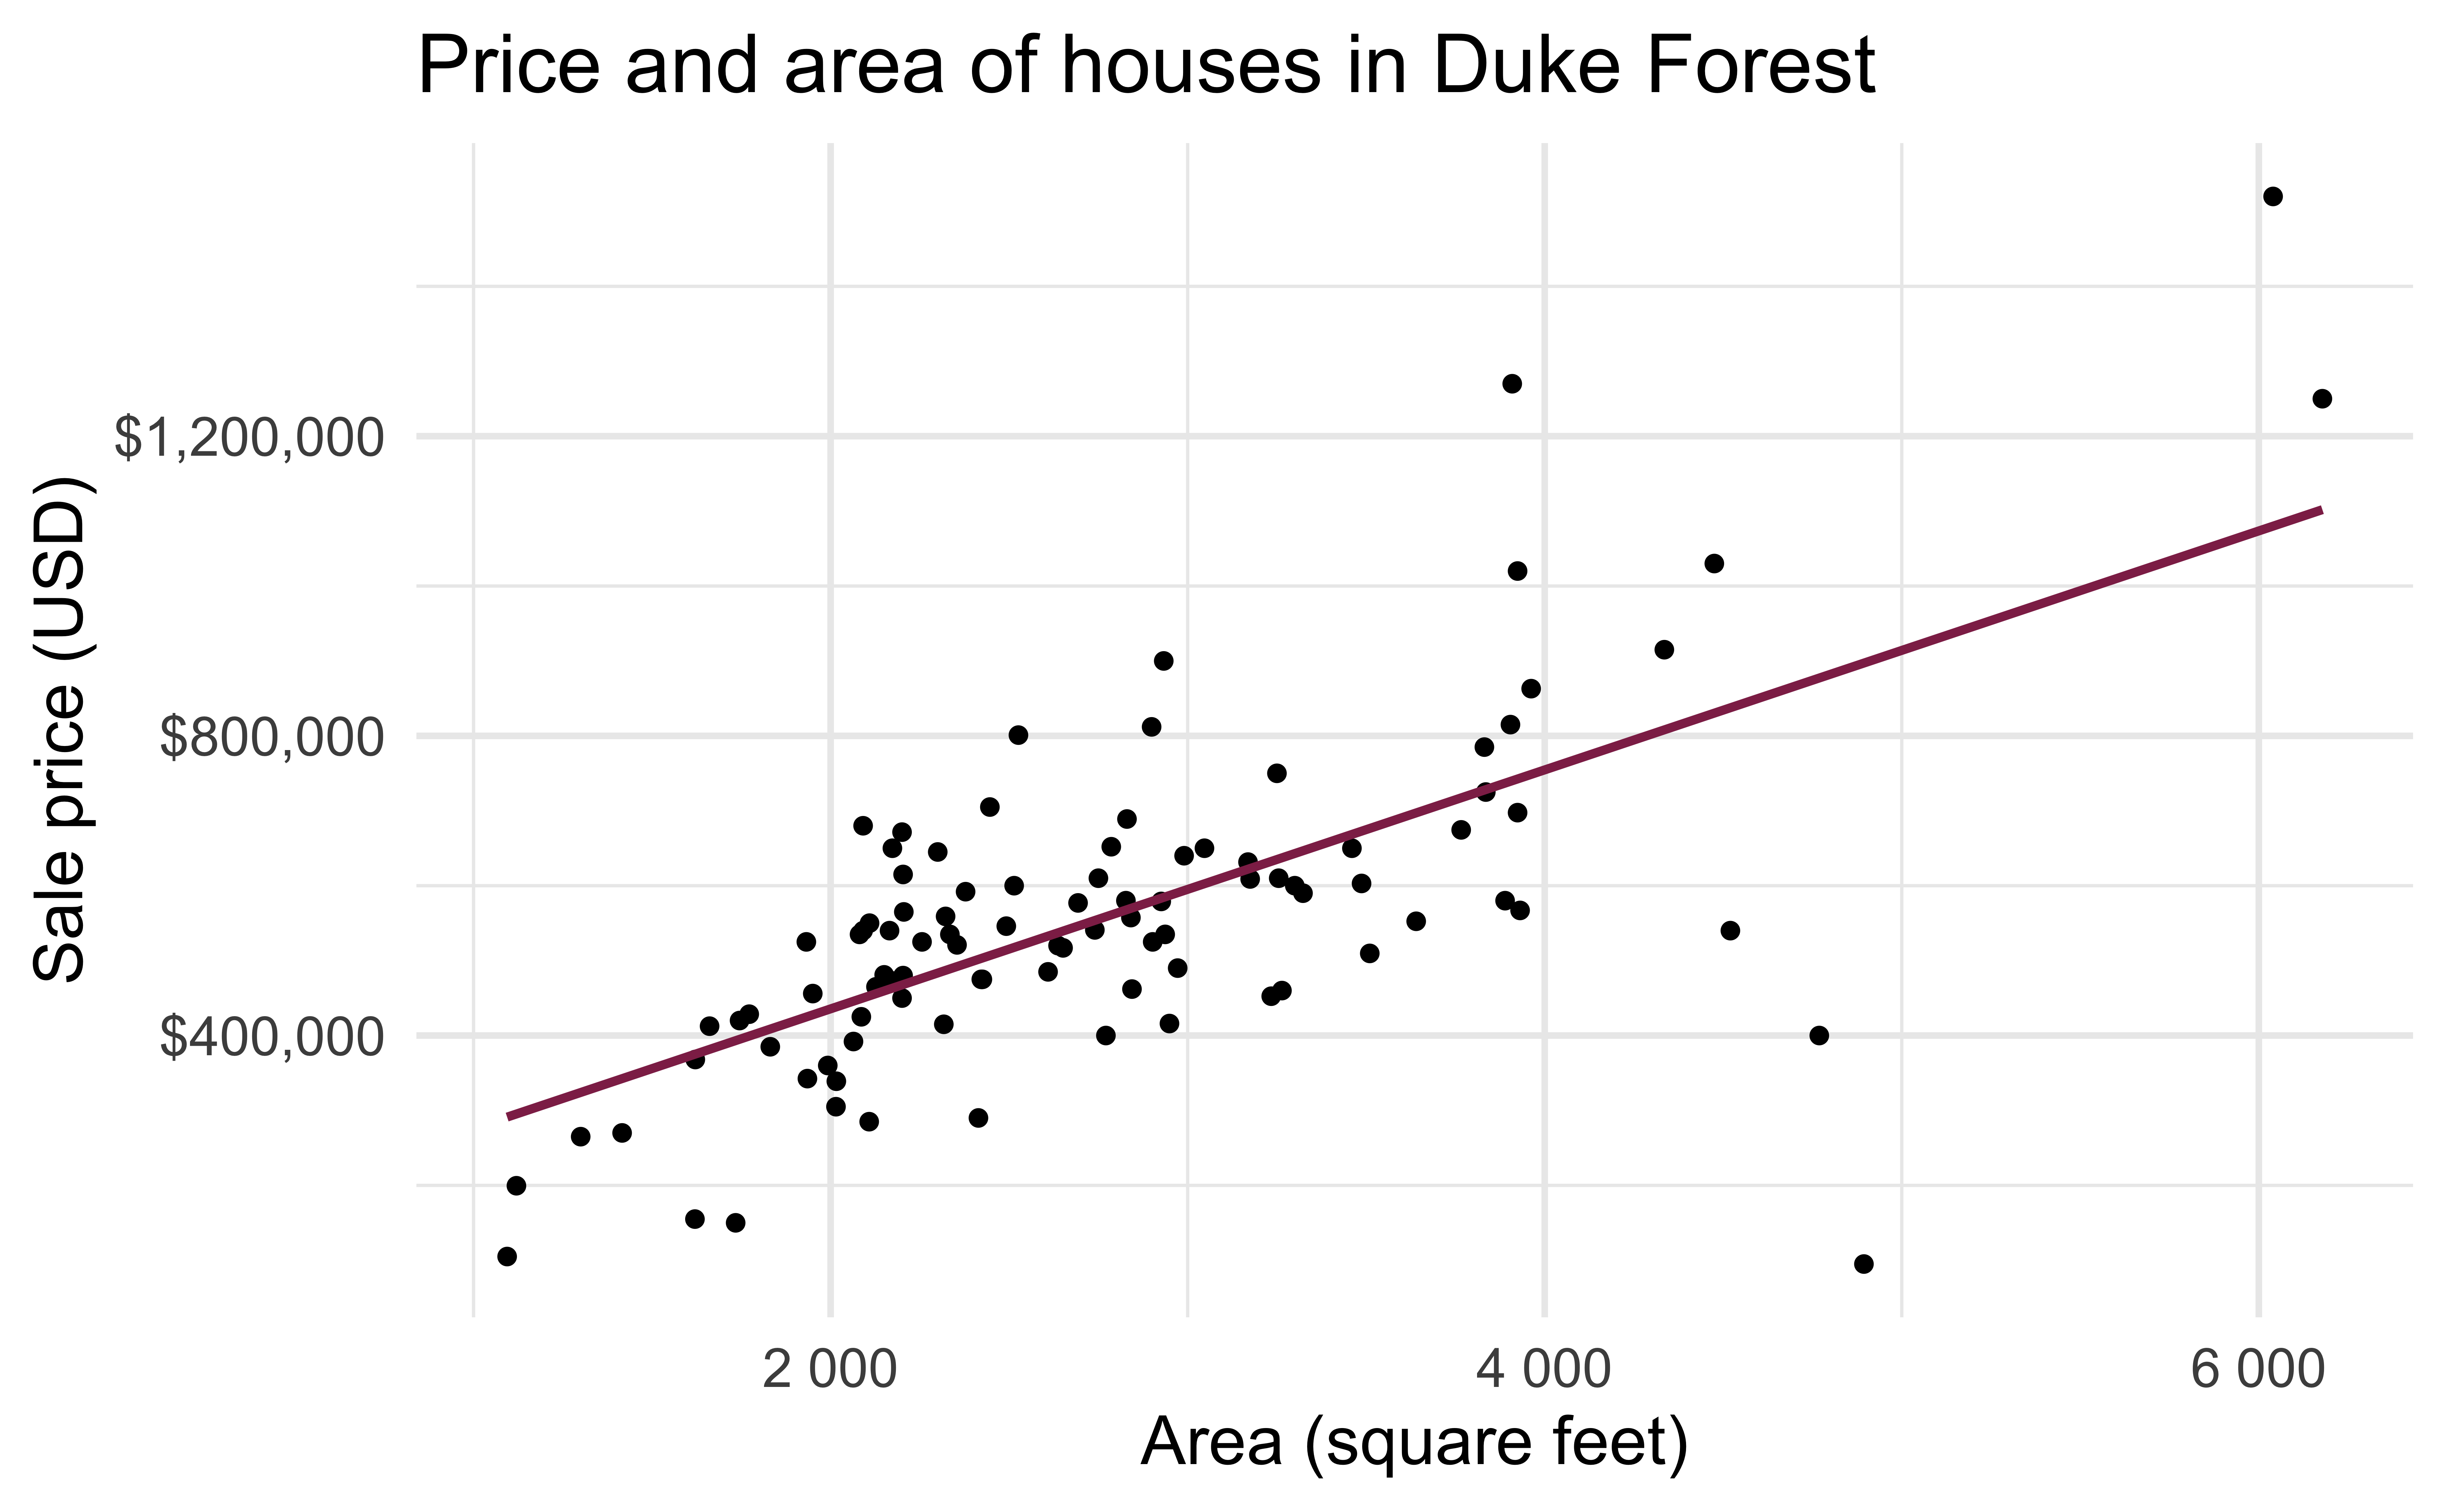 Price and area of houses in Duke Forest
Sale price (USD)
$1,200,000
$800,000
$400,000
2 000
4 000
6 000
Area (square feet)